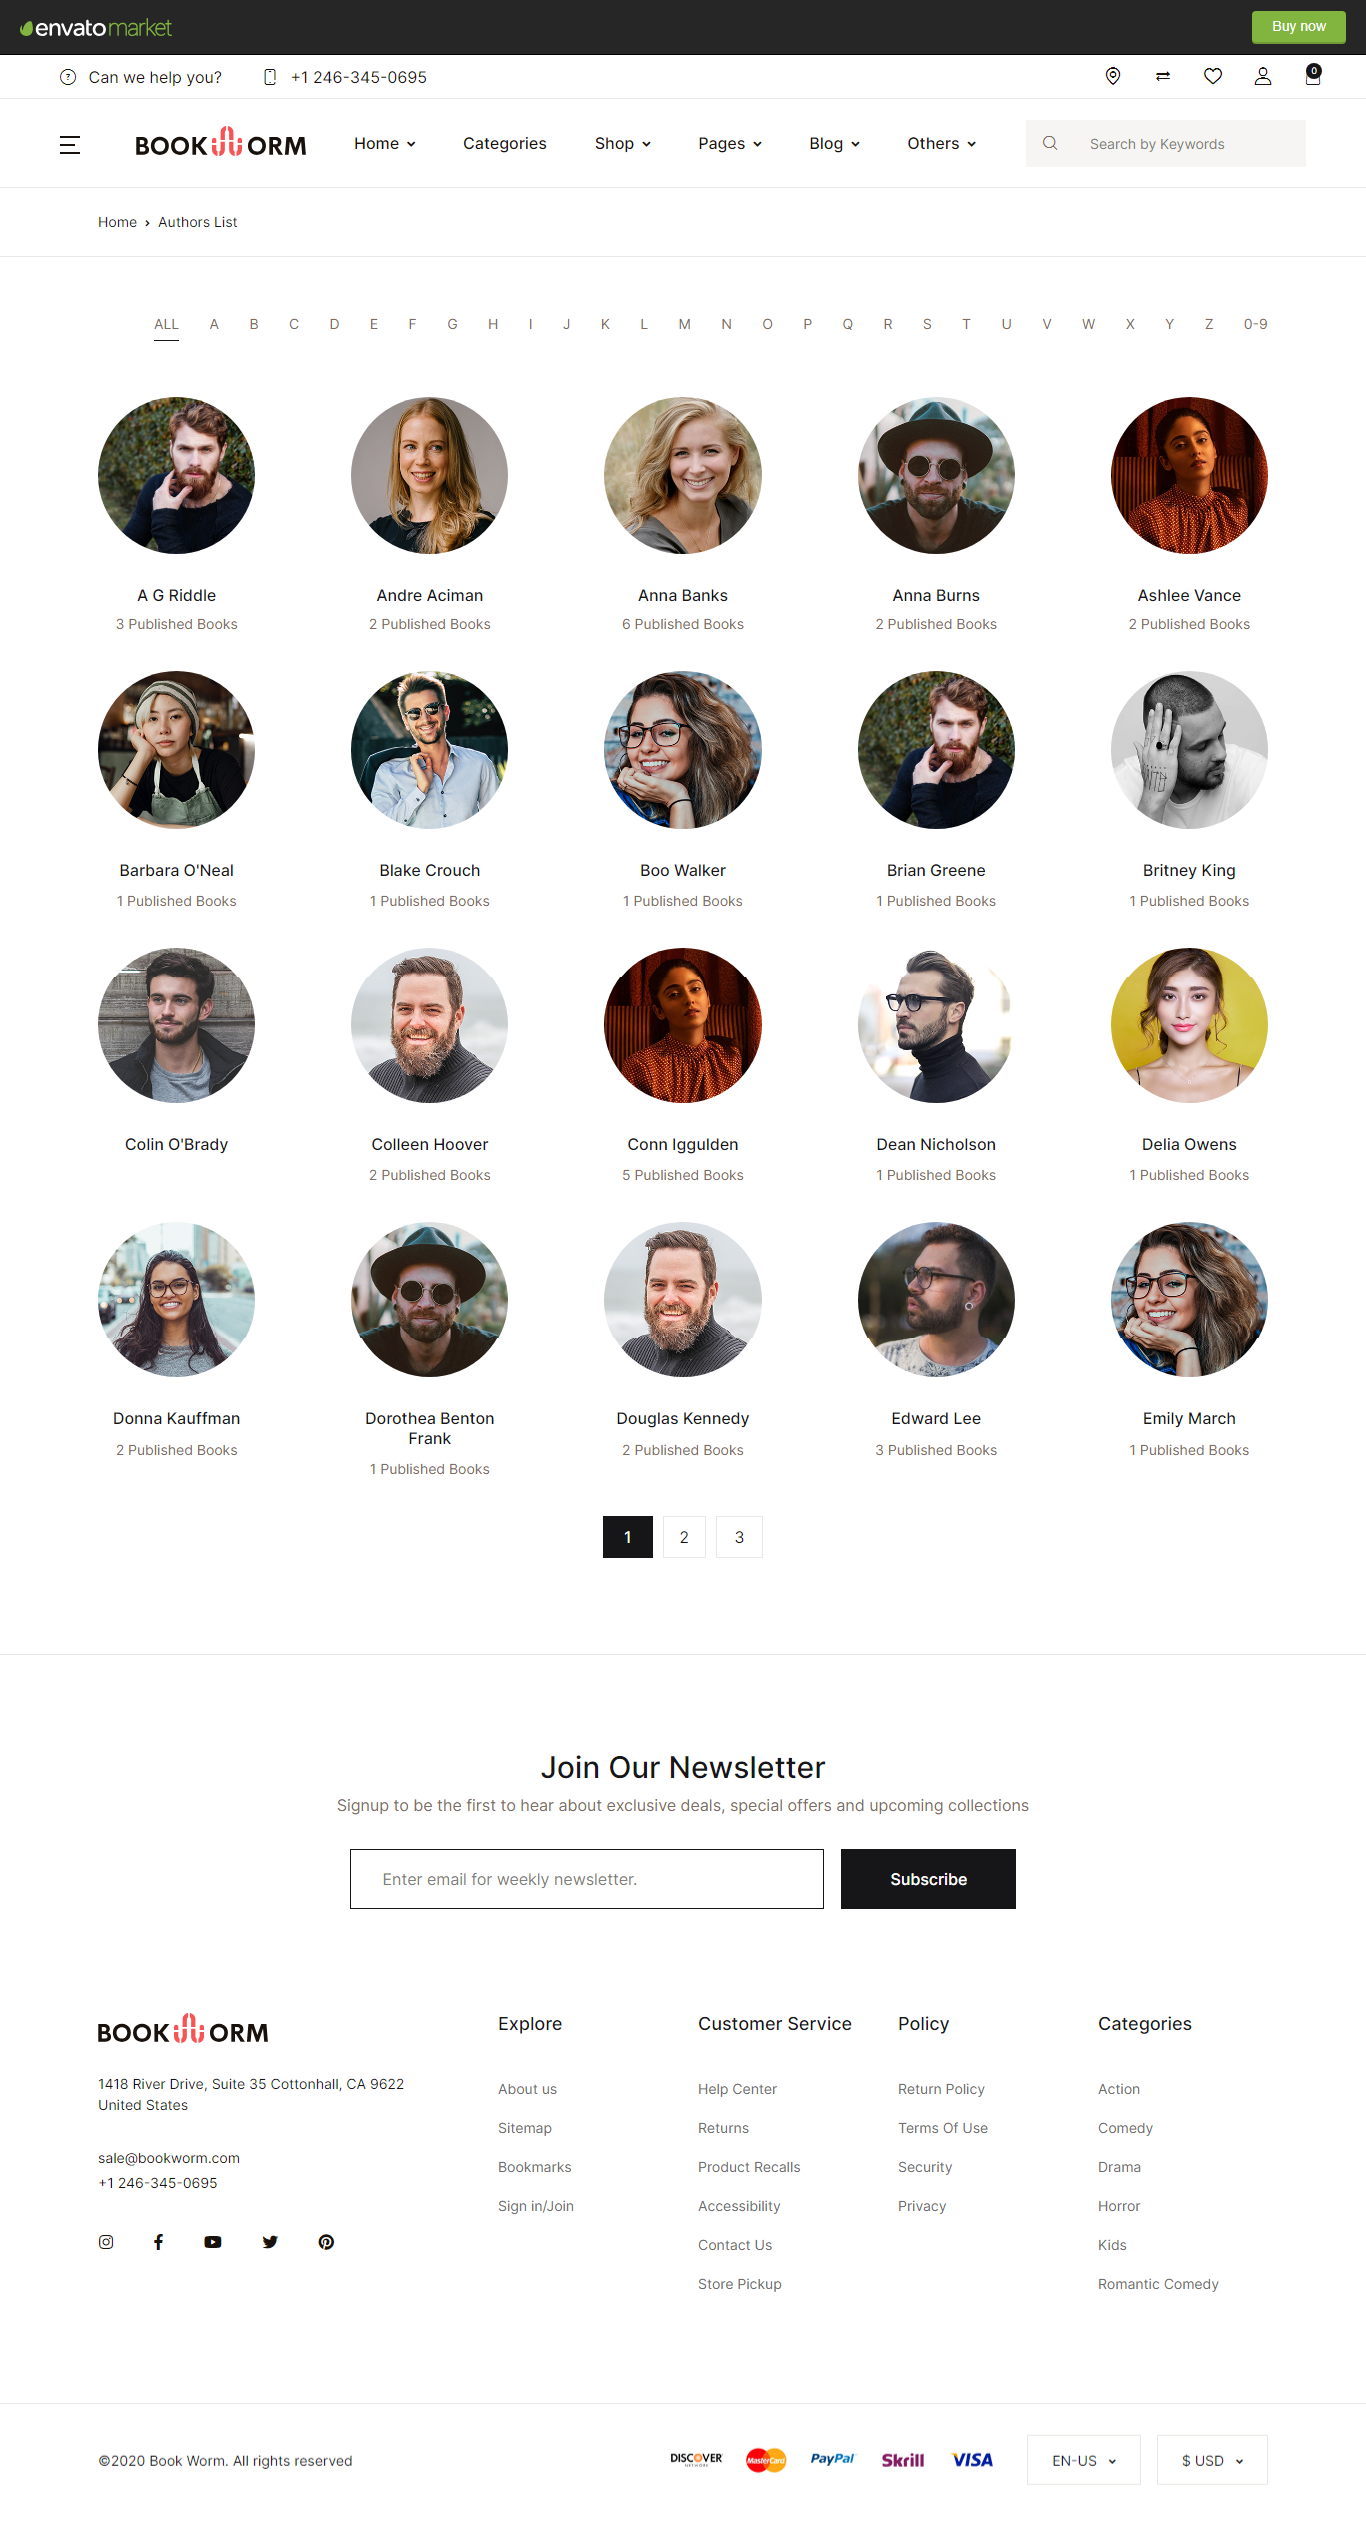 envato market
Buy now
Can we help you?
+1 246-345-0695
0
BOOKWORM
Home
Categories
Shop
Pages
Blog
Others
Search by Keywords
Home > Authors List
ALL A B C D E F G H I J K L M N O P Q R S T U V W X Y Z 0-9
A G Riddle
3 Published Books
Andre Aciman
2 Published Books
Anna Banks
6 Published Books
Anna Burns
2 Published Books
Ashlee Vance
2 Published Books
Barbara O'Neal
1 Published Books
Blake Crouch
1 Published Books
Boo Walker
1 Published Books
Brian Greene
1 Published Books
Britney King
1 Published Books
Colin O'Brady
Colleen Hoover
2 Published Books
Conn Iggulden
5 Published Books
Dean Nicholson
1 Published Books
Delia Owens
1 Published Books
Donna Kauffman
2 Published Books
Dorothea Benton
Frank
1 Published Books
Douglas Kennedy
2 Published Books
Edward Lee
3 Published Books
Emily March
1 Published Books
1 2 3
Join Our Newsletter
Signup to be the first to hear about exclusive deals, special offers and upcoming collections
Enter email for weekly newsletter.
Subscribe
BOOKWORM
1418 River Drive, Suite 35 Cottonhall, CA 9622
United States
sale@bookworm.com
+1 246-345-0695
Explore
About us
Sitemap
Bookmarks
Sign in/Join
Customer Service
Help Center
Returns
Product Recalls
Accessibility
Contact Us
Store Pickup
Policy
Return Policy
Terms Of Use
Security
Privacy
Categories
Action
Comedy
Drama
Horror
Kids
Romantic Comedy
©2020 Book Worm. All rights reserved
DISCOVER
NETWORK
MasterCard
PayPal
Skrill
VISA
EN-US
$ USD